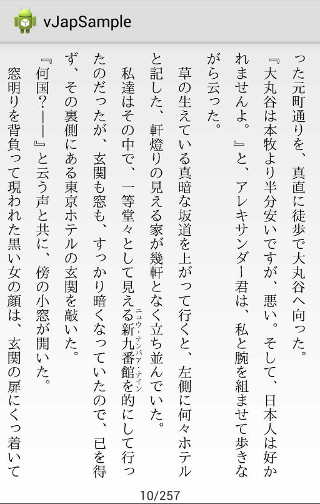 vJapSample
った元町通りを、真直に徒歩で大丸谷へ向った。
『大丸谷は本牧より半分安いですが、悪い。そして、日本人は好か
れませんよ。』と、アレキサンダー君は、私と腕を組ませて歩きな
がら云った。
草の生えている真暗な坂道を上がって行くと、左側に何々ホテル
と記した、軒燈りの見える家が幾軒となく立ち並んでいた。
私達はその中で、一等堂々として見える新九番館を的にして行っ
ニュウ・ナンバア・ナイン
たのだったが、玄関も窓も、すっかり暗くなっていたので、已を得
ず、その裏側にある東京ホテルの玄関を敲いた。
『何国？――』と云う声と共に、傍の小窓が開いた。
窓明りを背負って現われた黒い女の顔は、玄関の扉にくっ着いて
10/257